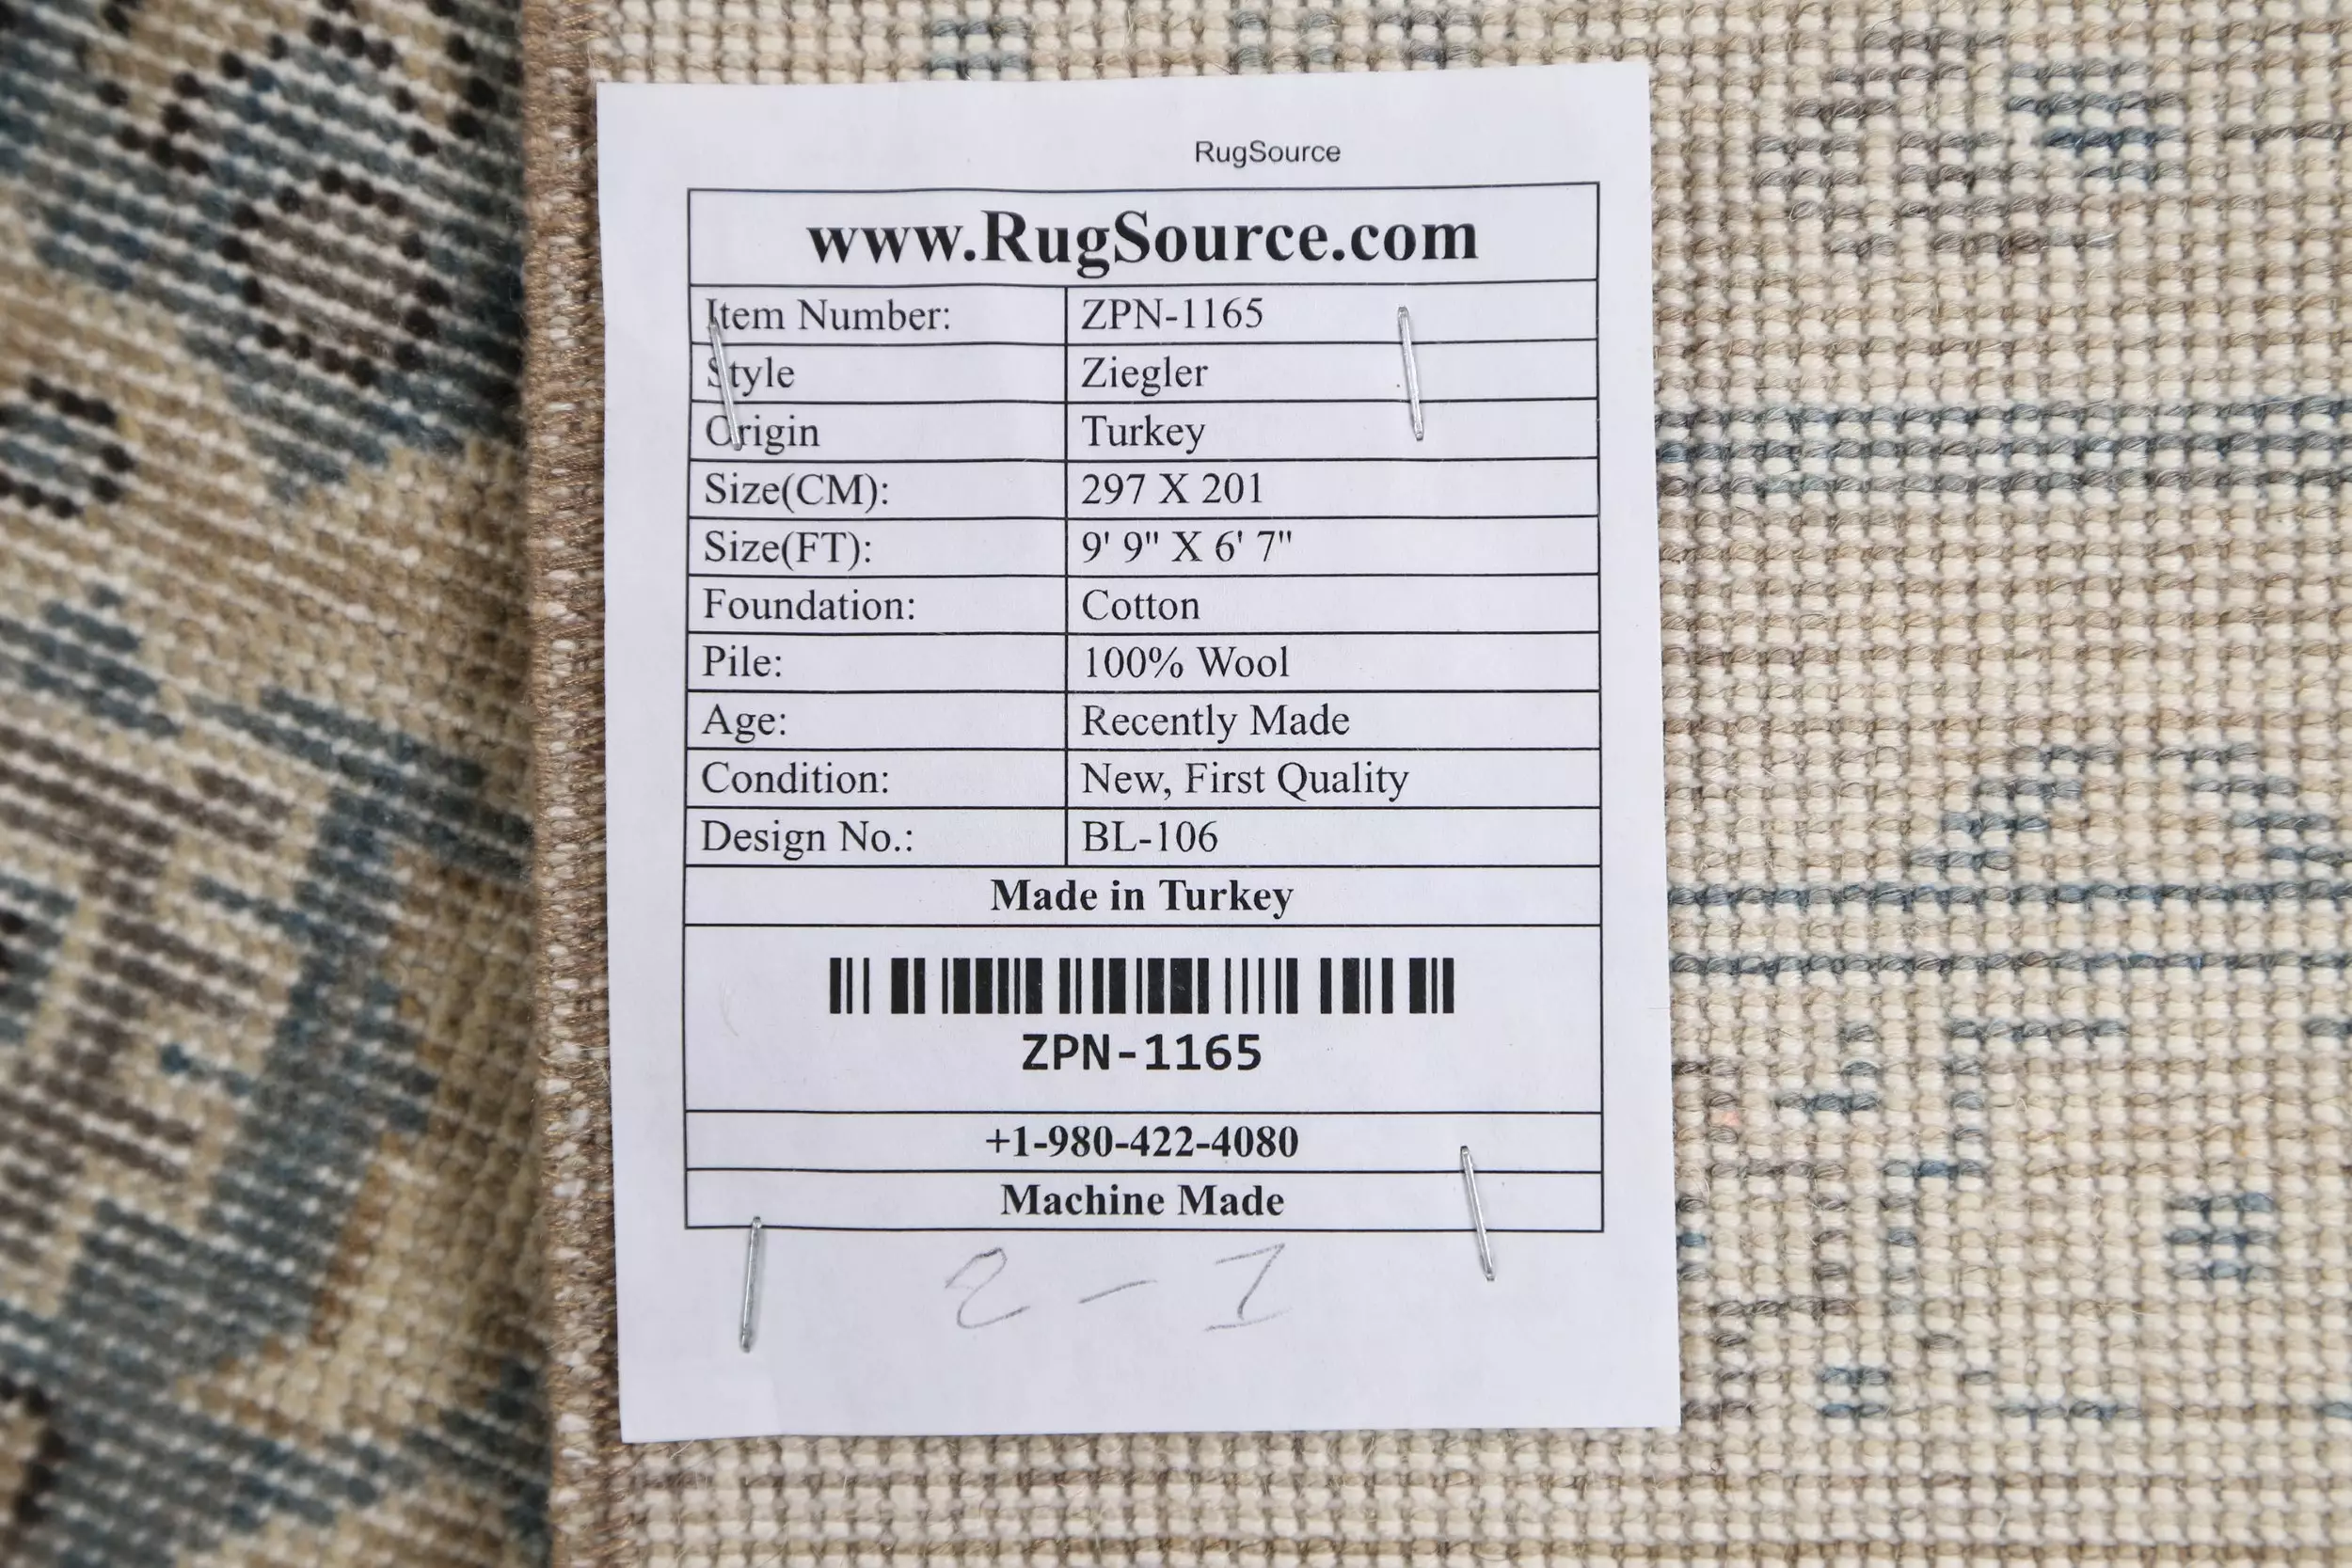 RugSource
www.RugSource.com
Item Number: ZPN-1165
Style Ziegler
Origin Turkey
Size(CM): 297 X 201
Size(FT): 9' 9" X 6' 7"
Foundation: Cotton
Pile: 100% Wool
Age: Recently Made
Condition: New, First Quality
Design No.: BL-106
Made in Turkey
ZPN-1165
+1-980-422-4080
Machine Made
2 - 1